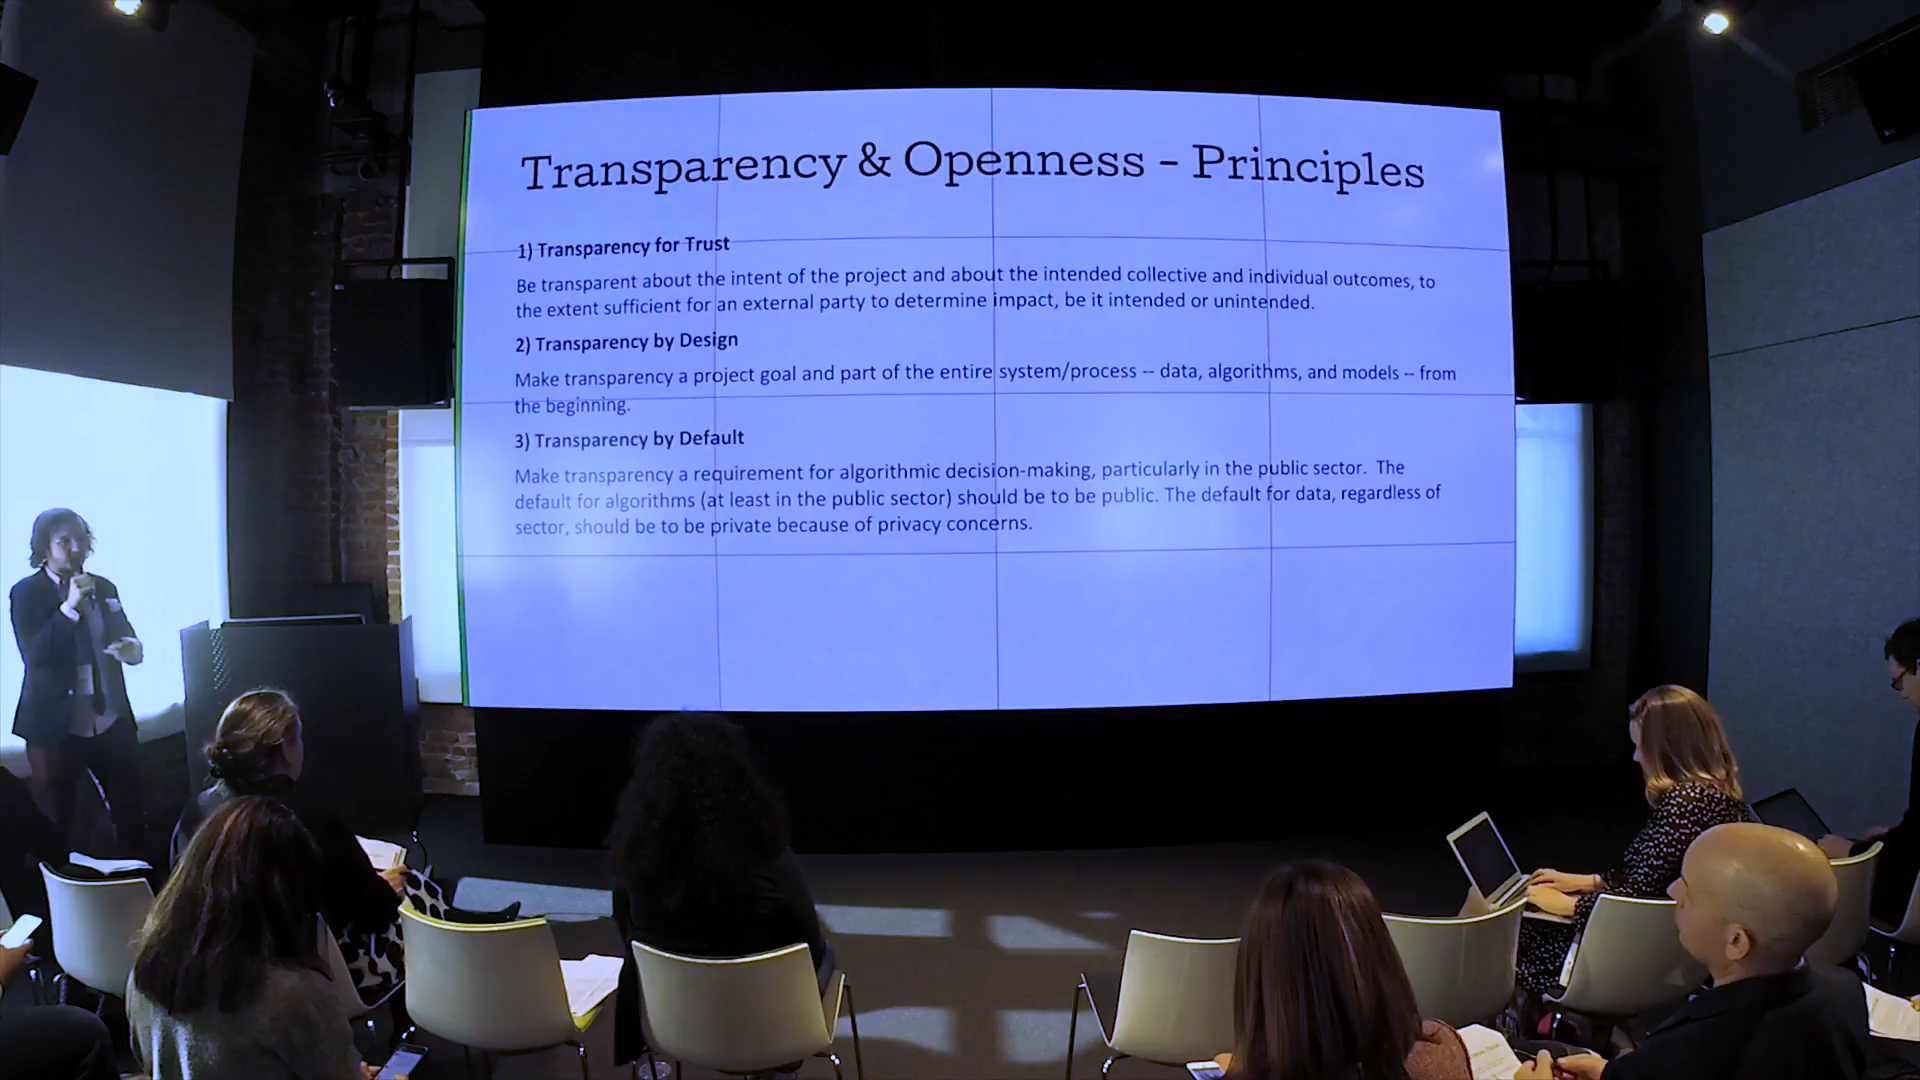 Transparency & Openness - Principles
1) Transparency for Trust
Be transparent about the intent of the project and about the intended collective and individual outcomes, to
the extent sufficient for an external party to determine impact, be it intended or unintended.
2) Transparency by Design
Make transparency a project goal and part of the entire system/process -- data, algorithms, and models -- from
the beginning.
3) Transparency by Default
Make transparency a requirement for algorithmic decision-making, particularly in the public sector.  The
default for algorithms (at least in the public sector) should be to be public. The default for data, regardless of
sector, should be to be private because of privacy concerns.